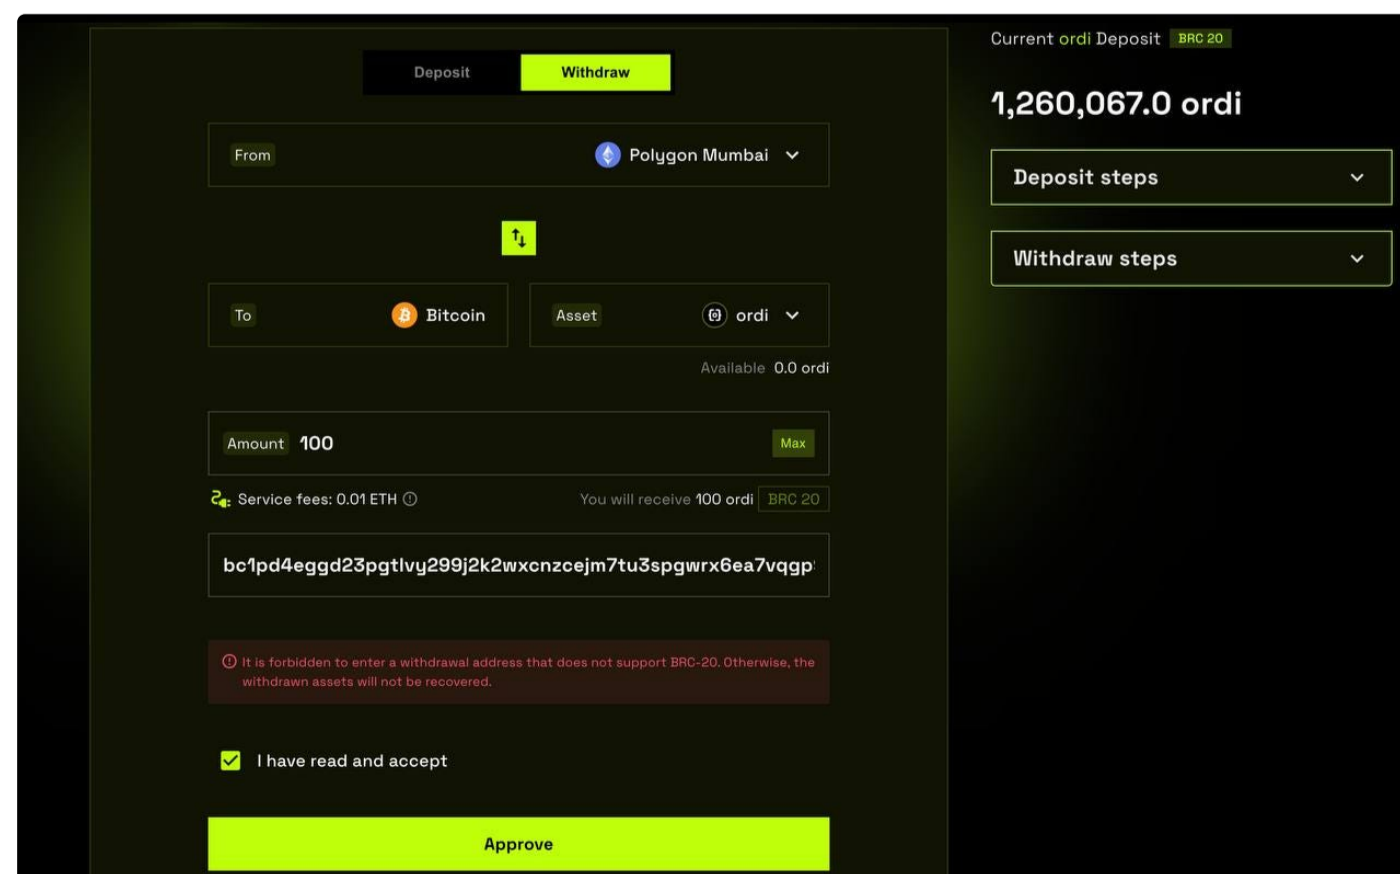 Deposit
Withdraw
From
Polygon Mumbai
To
Bitcoin
Asset
ordi
Available 0.0 ordi
Amount 100
Max
Service fees: 0.01 ETH
You will receive 100 ordi BRC 20
bc1pd4eggd23pgtlvy299j2k2wxcnzcejm7tu3spgwrx6ea7vqgp
It is forbidden to enter a withdrawal address that does not support BRC-20. Otherwise, the
withdrawn assets will not be recovered.
I have read and accept
Approve
Current ordi Deposit BRC 20
1,260,067.0 ordi
Deposit steps
Withdraw steps